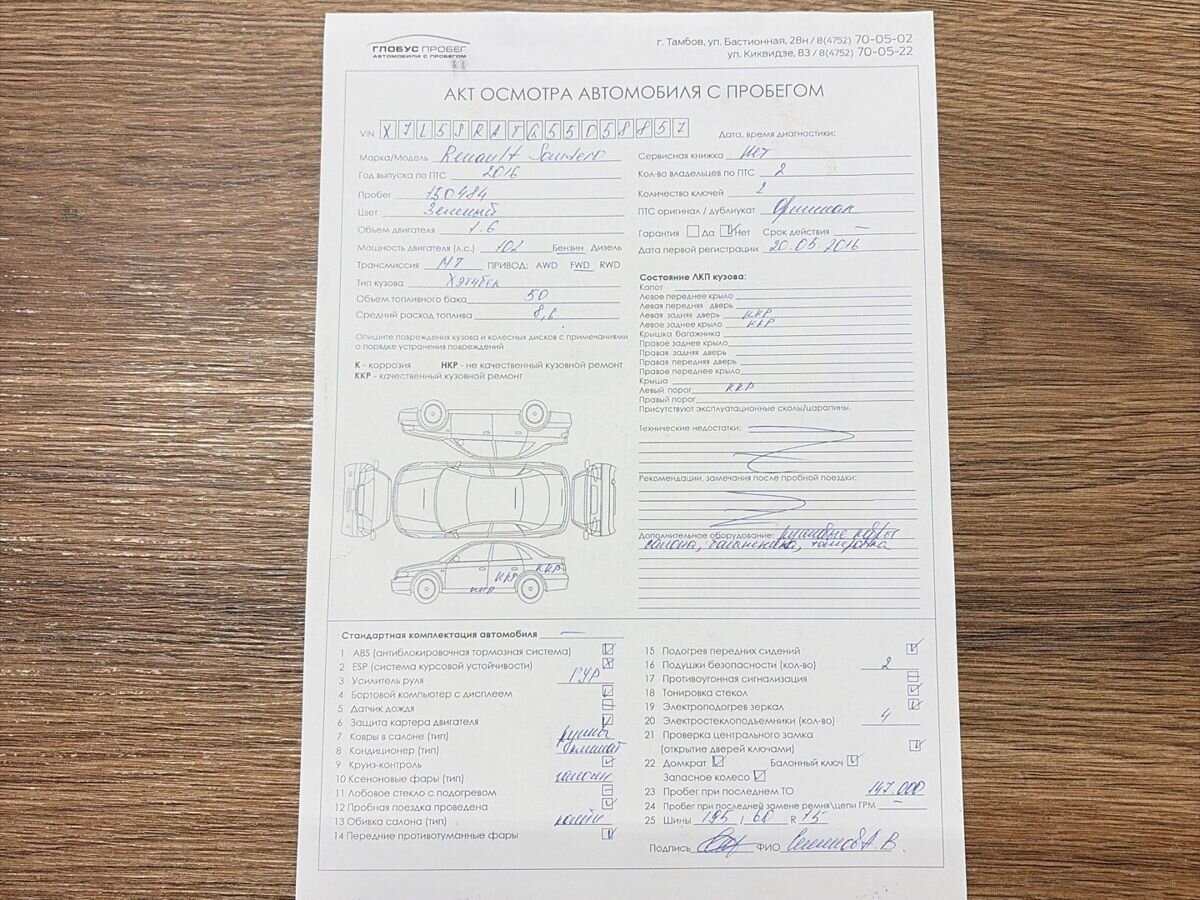 ГЛОБУС ПРОБЕГ
АВТОМОБИЛИ С ПРОБЕГОМ
г. Тамбов, ул. Бастионная, 28н / 8(4752) 70-05-02
ул. Киквидзе, 83 / 8(4752) 70-05-22
АКТ ОСМОТРА АВТОМОБИЛЯ С ПРОБЕГОМ
VIN X7L5SRATG55058857
Марка/Модель Renault Sandero
Год выпуска по ПТС 2016
Пробег 150484
Цвет Зеленый
Объем двигателя 1.6
Мощность двигателя (л.с.) 102 Бензин Дизель
Трансмиссия МТ ПРИВОД: AWD FWD RWD
Тип кузова Хэтчбек
Объем топливного бака 50
Средний расход топлива 8,6
Опишите повреждения кузова и колесных дисков с примечаниями
о порядке устранения повреждений
К - коррозия НКР - не качественный кузовной ремонт
ККР - качественный кузовной ремонт
ККР ККР ККР
Дата, время диагностики:
Сервисная книжка Нет
Кол-во владельцев по ПТС 2
Количество ключей 2
ПТС оригинал / дубликат Оригинал
Гарантия Да Нет Срок действия —
Дата первой регистрации 20.05.2016
Состояние ЛКП кузова:
Капот
Левое переднее крыло
Левая передняя дверь
Левая задняя дверь ККР
Левое заднее крыло ККР
Крышка багажника
Правое заднее крыло
Правая задняя дверь
Правая передняя дверь
Правое переднее крыло
Крыша
Левый порог ККР
Правый порог
Присутствуют эксплуатационные сколы/царапины.
Технические недостатки:
Рекомендации, замечания после пробной поездки:
Дополнительное оборудование: резиновые ковры
салона, багажника, тонировка
Стандартная комплектация автомобиля —
1 ABS (антиблокировочная тормозная система)
2 ESP (система курсовой устойчивости)
3 Усилитель руля ГУР
4 Бортовой компьютер с дисплеем
5 Датчик дождя
6 Защита картера двигателя
7 Ковры в салоне (тип)
8 Кондиционер (тип) климат
9 Круиз-контроль
10 Ксеноновые фары (тип) галоген
11 Лобовое стекло с подогревом
12 Пробная поездка проведена
13 Обивка салона (тип)
14 Передние противотуманные фары
15 Подогрев передних сидений
16 Подушки безопасности (кол-во) 2
17 Противоугонная сигнализация
18 Тонировка стекол
19 Электроподогрев зеркал
20 Электростеклоподъемники (кол-во) 4
21 Проверка центрального замка
(открытие дверей ключами)
22 Домкрат Балонный ключ
Запасное колесо
23 Пробег при последнем ТО 147.000
24 Пробег при последней замене ремня\цепи ГРМ —
25 Шины 195 / 60 R 15
Подпись ФИО А.В.